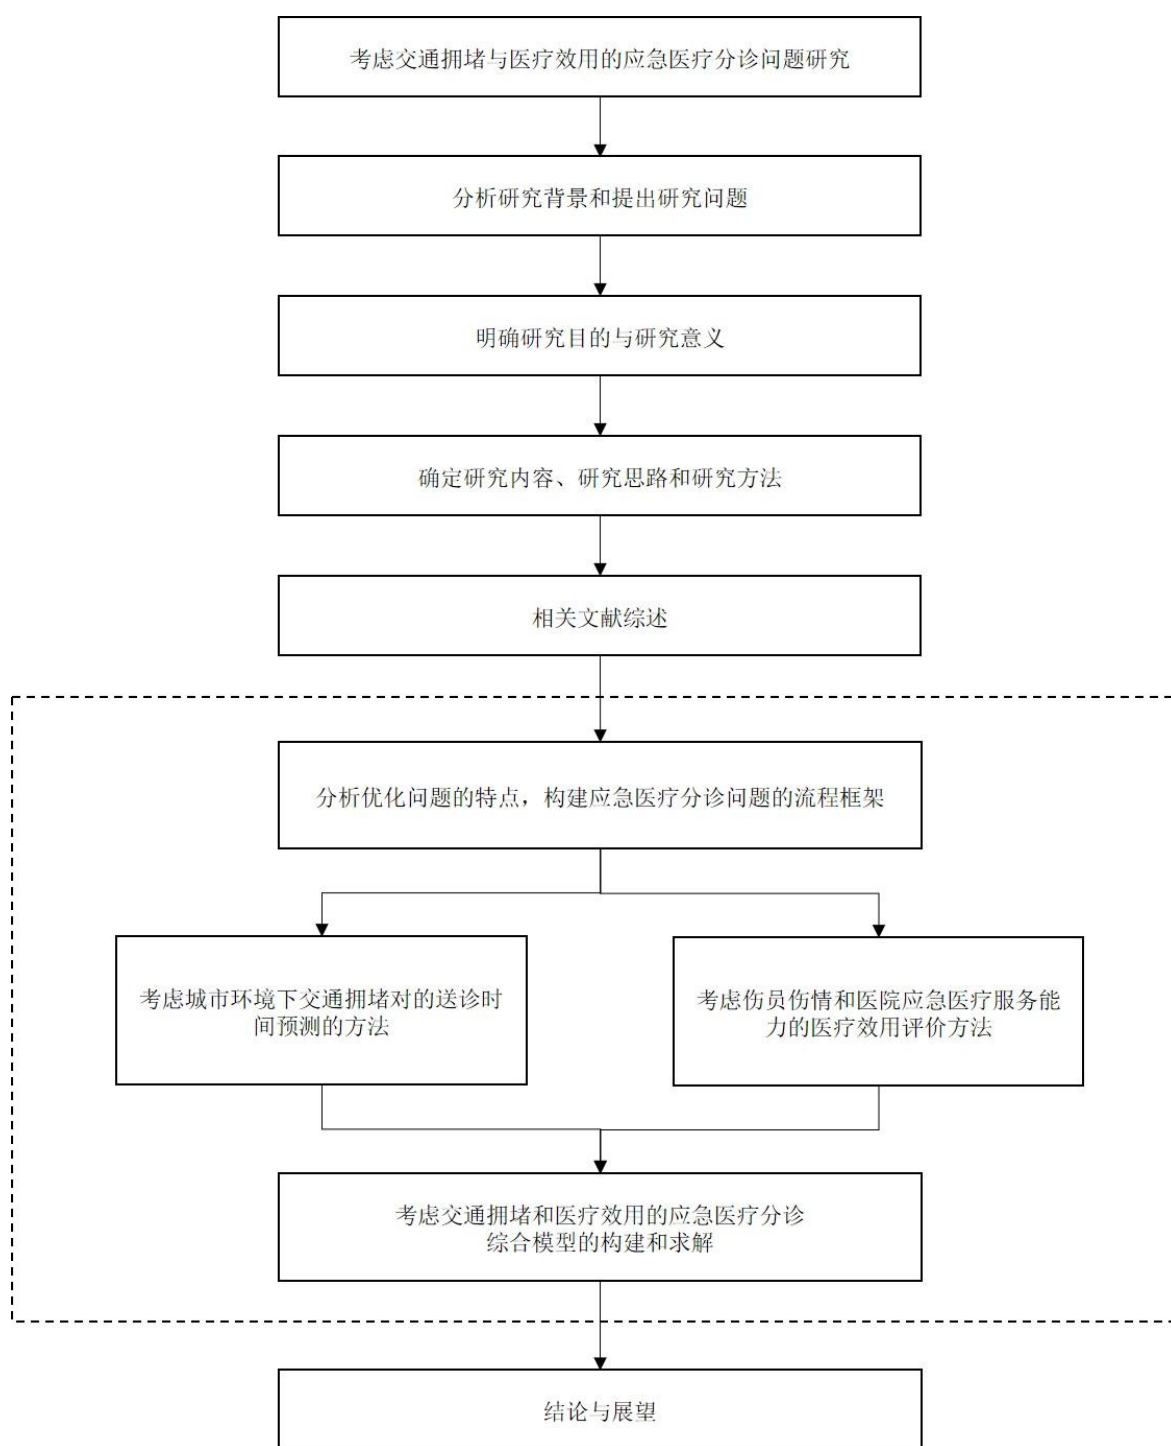 考虑交通拥堵与医疗效用的应急医疗分诊问题研究
分析研究背景和提出研究问题
明确研究目的与研究意义
确定研究内容、研究思路和研究方法
相关文献综述
分析优化问题的特点，构建应急医疗分诊问题的流程框架
考虑城市环境下交通拥堵对的送诊时
间预测的方法
考虑伤员伤情和医院应急医疗服务能
力的医疗效用评价方法
考虑交通拥堵和医疗效用的应急医疗分诊
综合模型的构建和求解
结论与展望